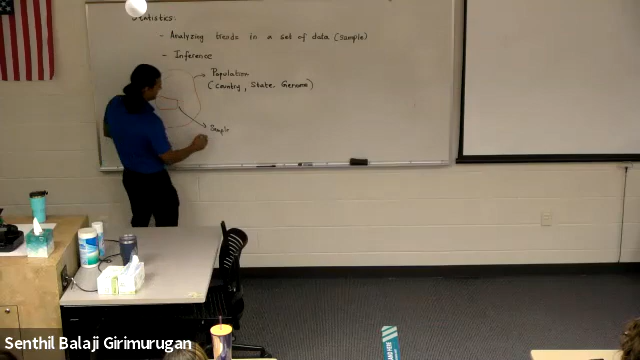 Statistics:
- Analyzing trends in a set of data (sample)
- Inference
Population
(country, State, Genome)
Sample
Senthil Balaji Girimurugan